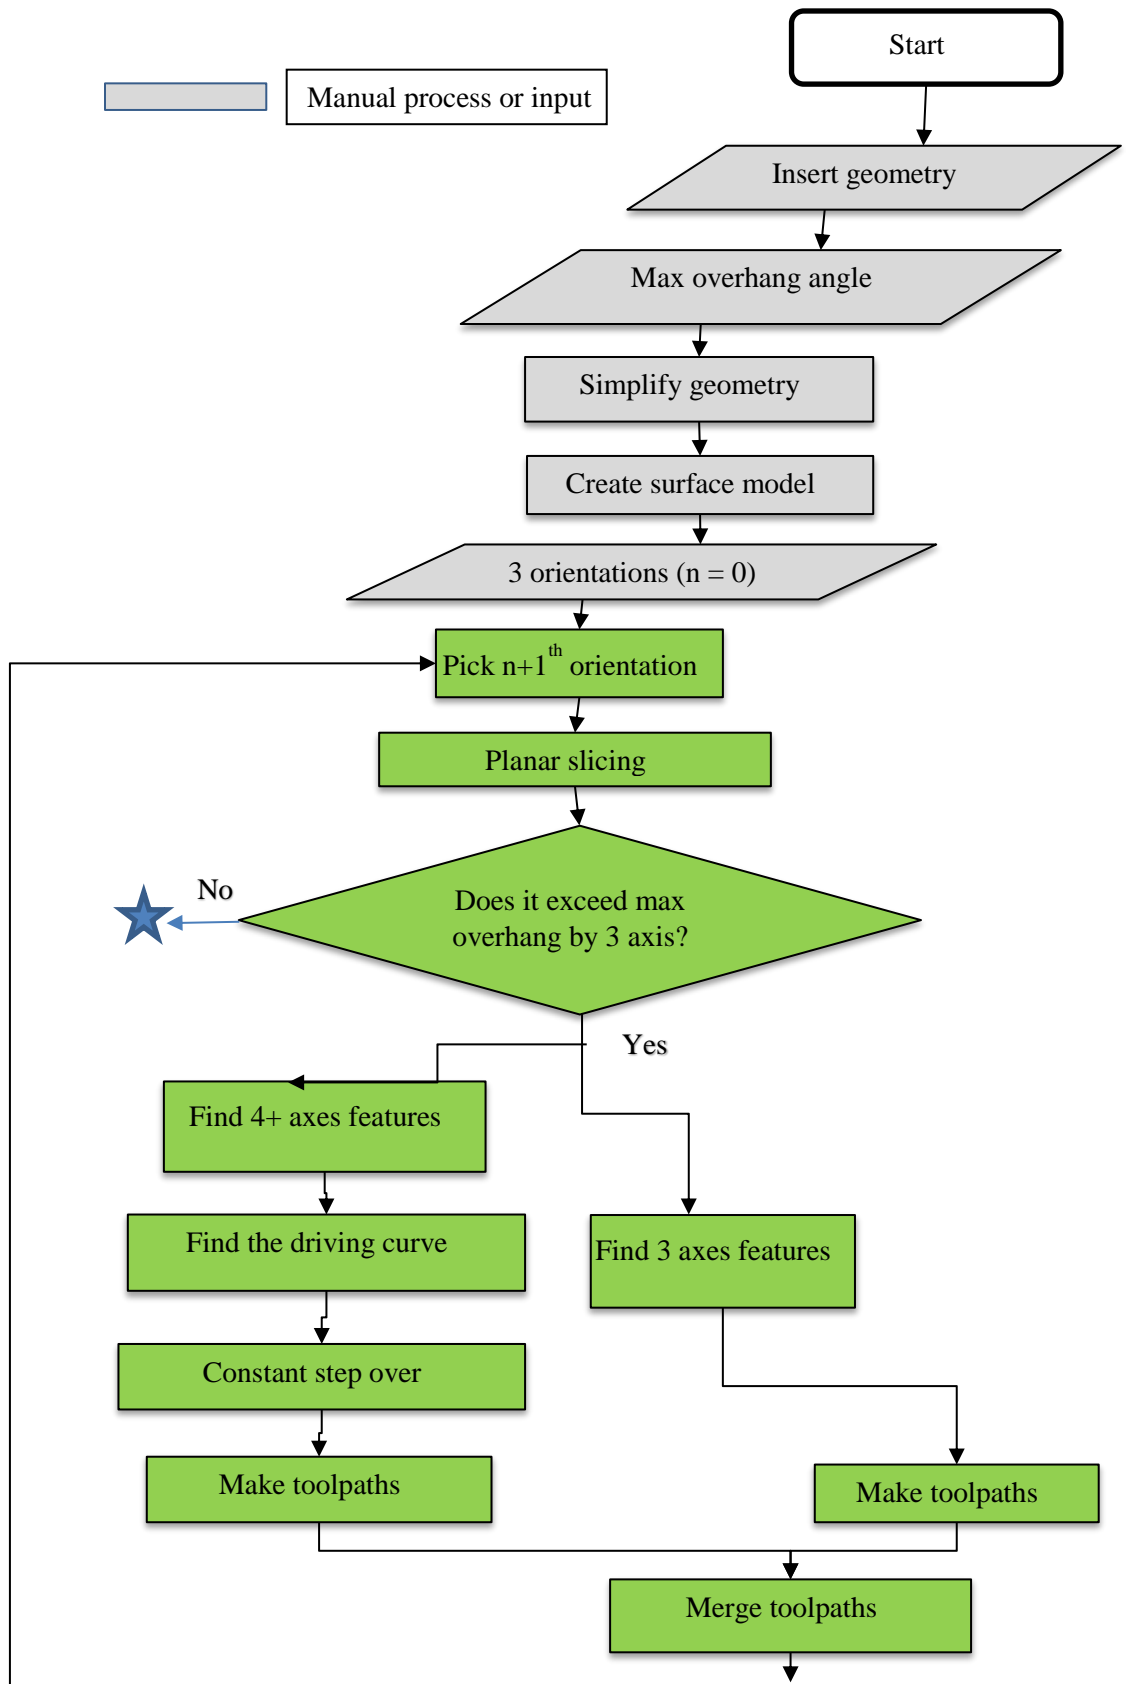 Start
Manual process or input
Insert geometry
Max overhang angle
Simplify geometry
Create surface model
3 orientations (n = 0)
Pick n+1th orientation
Planar slicing
No
Does it exceed max
overhang by 3 axis?
Yes
Find 4+ axes features
Find the driving curve
Find 3 axes features
Constant step over
Make toolpaths
Make toolpaths
Merge toolpaths